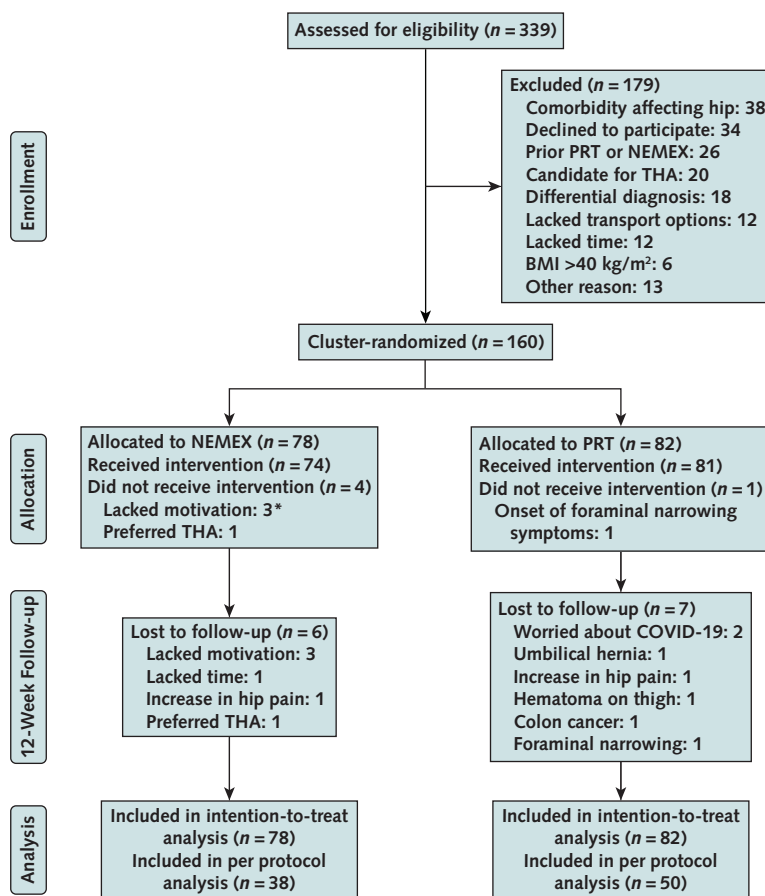 Assessed for eligibility (n = 339)
Enrollment
Excluded (n = 179)
Comorbidity affecting hip: 38
Declined to participate: 34
Prior PRT or NEMEX: 26
Candidate for THA: 20
Differential diagnosis: 18
Lacked transport options: 12
Lacked time: 12
BMI >40 kg/m²: 6
Other reason: 13
Cluster-randomized (n = 160)
Allocation
Allocated to NEMEX (n = 78)
Received intervention (n = 74)
Did not receive intervention (n = 4)
Lacked motivation: 3*
Preferred THA: 1
Allocated to PRT (n = 82)
Received intervention (n = 81)
Did not receive intervention (n = 1)
Onset of foraminal narrowing
symptoms: 1
12-Week Follow-up
Lost to follow-up (n = 6)
Lacked motivation: 3
Lacked time: 1
Increase in hip pain: 1
Preferred THA: 1
Lost to follow-up (n = 7)
Worried about COVID-19: 2
Umbilical hernia: 1
Increase in hip pain: 1
Hematoma on thigh: 1
Colon cancer: 1
Foraminal narrowing: 1
Analysis
Included in intention-to-treat
analysis (n = 78)
Included in per protocol
analysis (n = 38)
Included in intention-to-treat
analysis (n = 82)
Included in per protocol
analysis (n = 50)